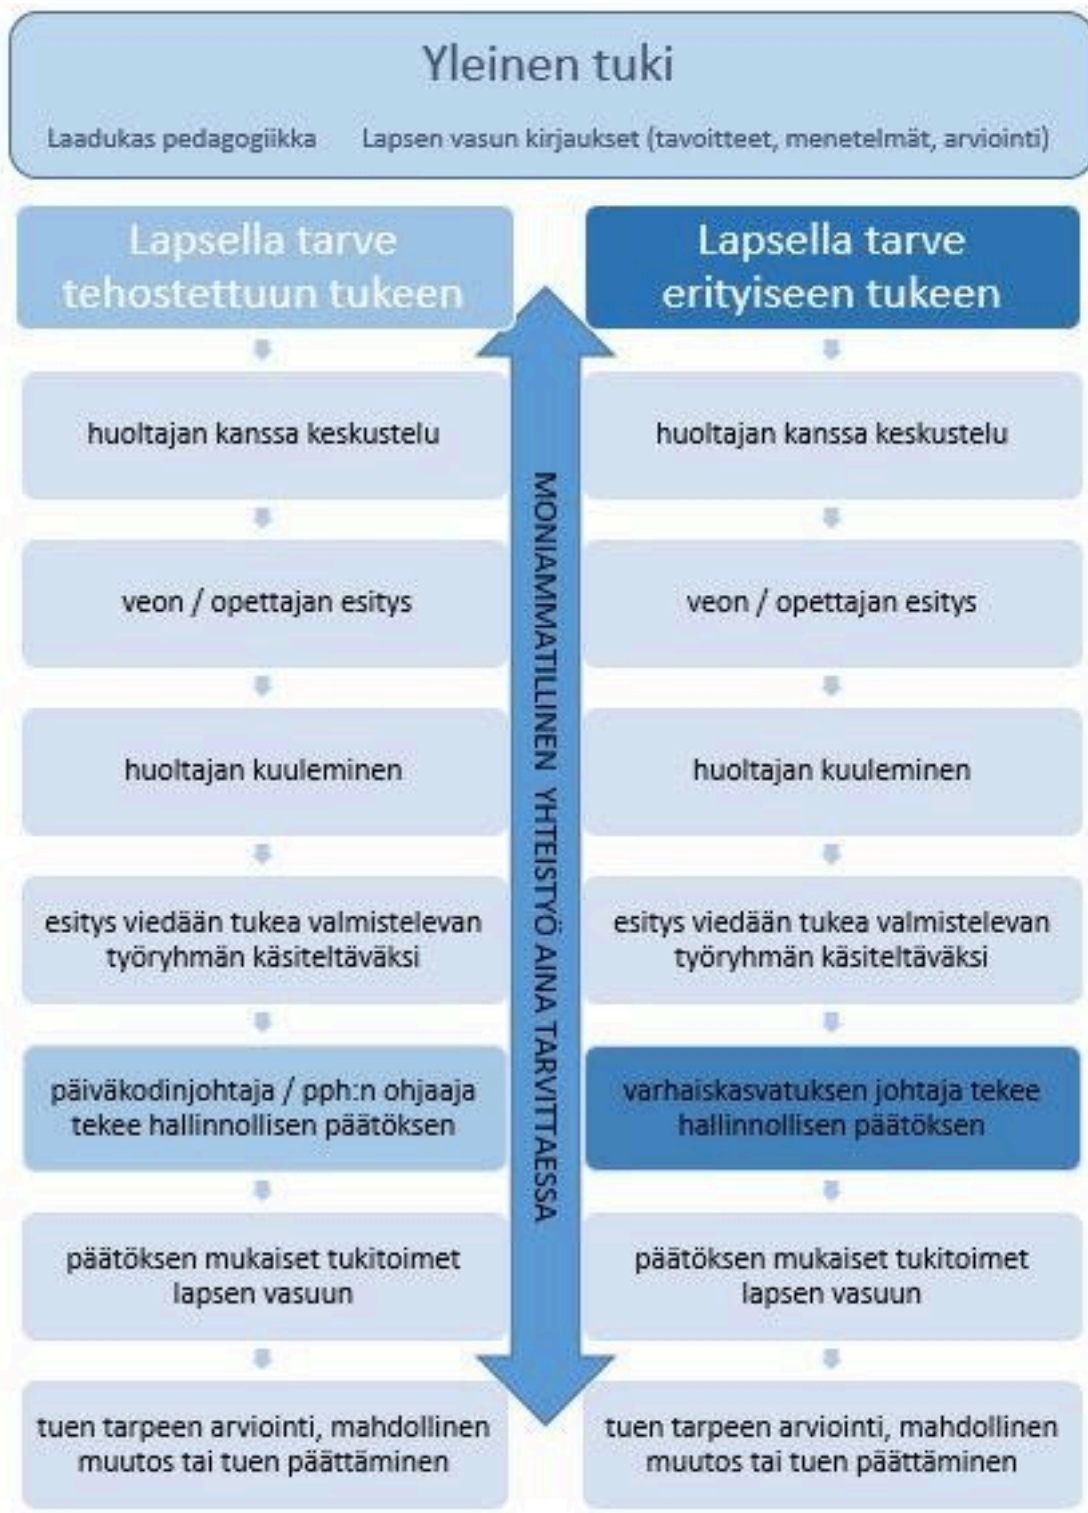 Yleinen tuki
Laadukas pedagogiikka Lapsen vasun kirjaukset (tavoitteet, menetelmät, arviointi)
Lapsella tarve
tehostettuun tukeen
huoltajan kanssa keskustelu
veon / opettajan esitys
huoltajan kuuleminen
esitys viedään tukea valmistelevan
työryhmän käsiteltäväksi
päiväkodinjohtaja / pph:n ohjaaja
tekee hallinnollisen päätöksen
päätöksen mukaiset tukitoimet
lapsen vasuun
tuen tarpeen arviointi, mahdollinen
muutos tai tuen päättäminen
MONIAMMATILLINEN YHTEISTYÖ AINA TARVITTAESSA
Lapsella tarve
erityiseen tukeen
huoltajan kanssa keskustelu
veon / opettajan esitys
huoltajan kuuleminen
esitys viedään tukea valmistelevan
työryhmän käsiteltäväksi
varhaiskasvatuksen johtaja tekee
hallinnollisen päätöksen
päätöksen mukaiset tukitoimet
lapsen vasuun
tuen tarpeen arviointi, mahdollinen
muutos tai tuen päättäminen